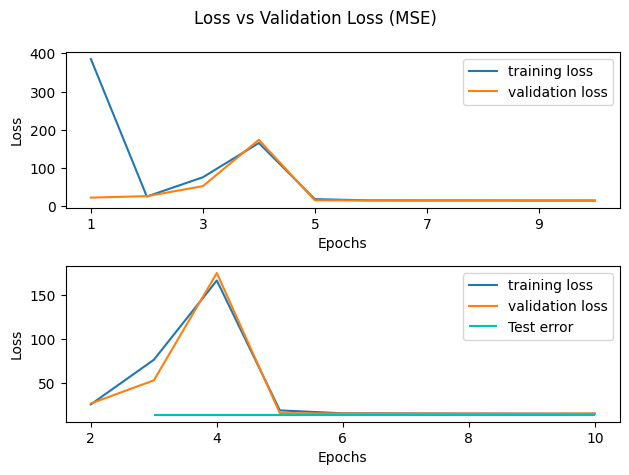 Loss vs Validation Loss (MSE)
400
300
200
100
0
Loss
training loss
validation loss
1 3 5 7 9
Epochs
150
100
50
Loss
training loss
validation loss
Test error
2 4 6 8 10
Epochs